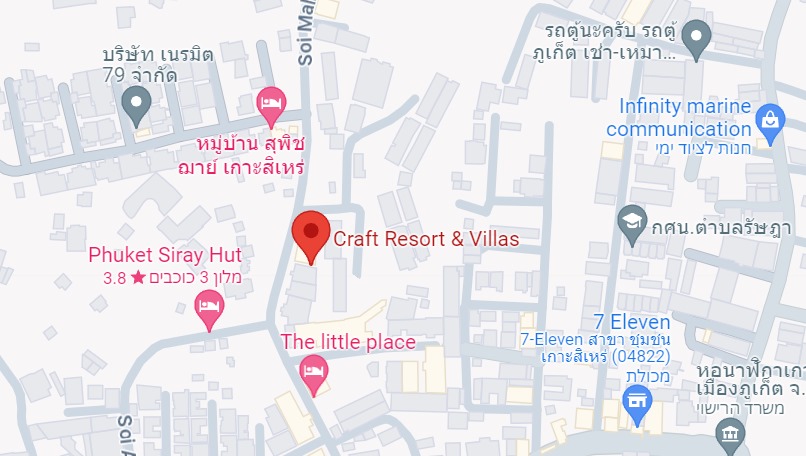 Soi Mal
บริษัท เนรมิต
79 จำกัด
รถตู้นะครับ รถตู้
ภูเก็ต เช่า-เหมา...
Infinity marine
communication
חנות לציוד ימי
หมู่บ้าน สุพิช
ฌาย์ เกาะสิเหร่
กศน.ตำบลรัษฎา
Craft Resort & Villas
Phuket Siray Hut
3.8 ★ מלון 3 כוכבים
The little place
7 Eleven
7-Eleven สาขา ชุมชน
เกาะสิเหร่ (04822)
מכולת
หอนาฬิกาเกา
เมืองภูเก็ต จ.
משרד הרישוי
Soi A